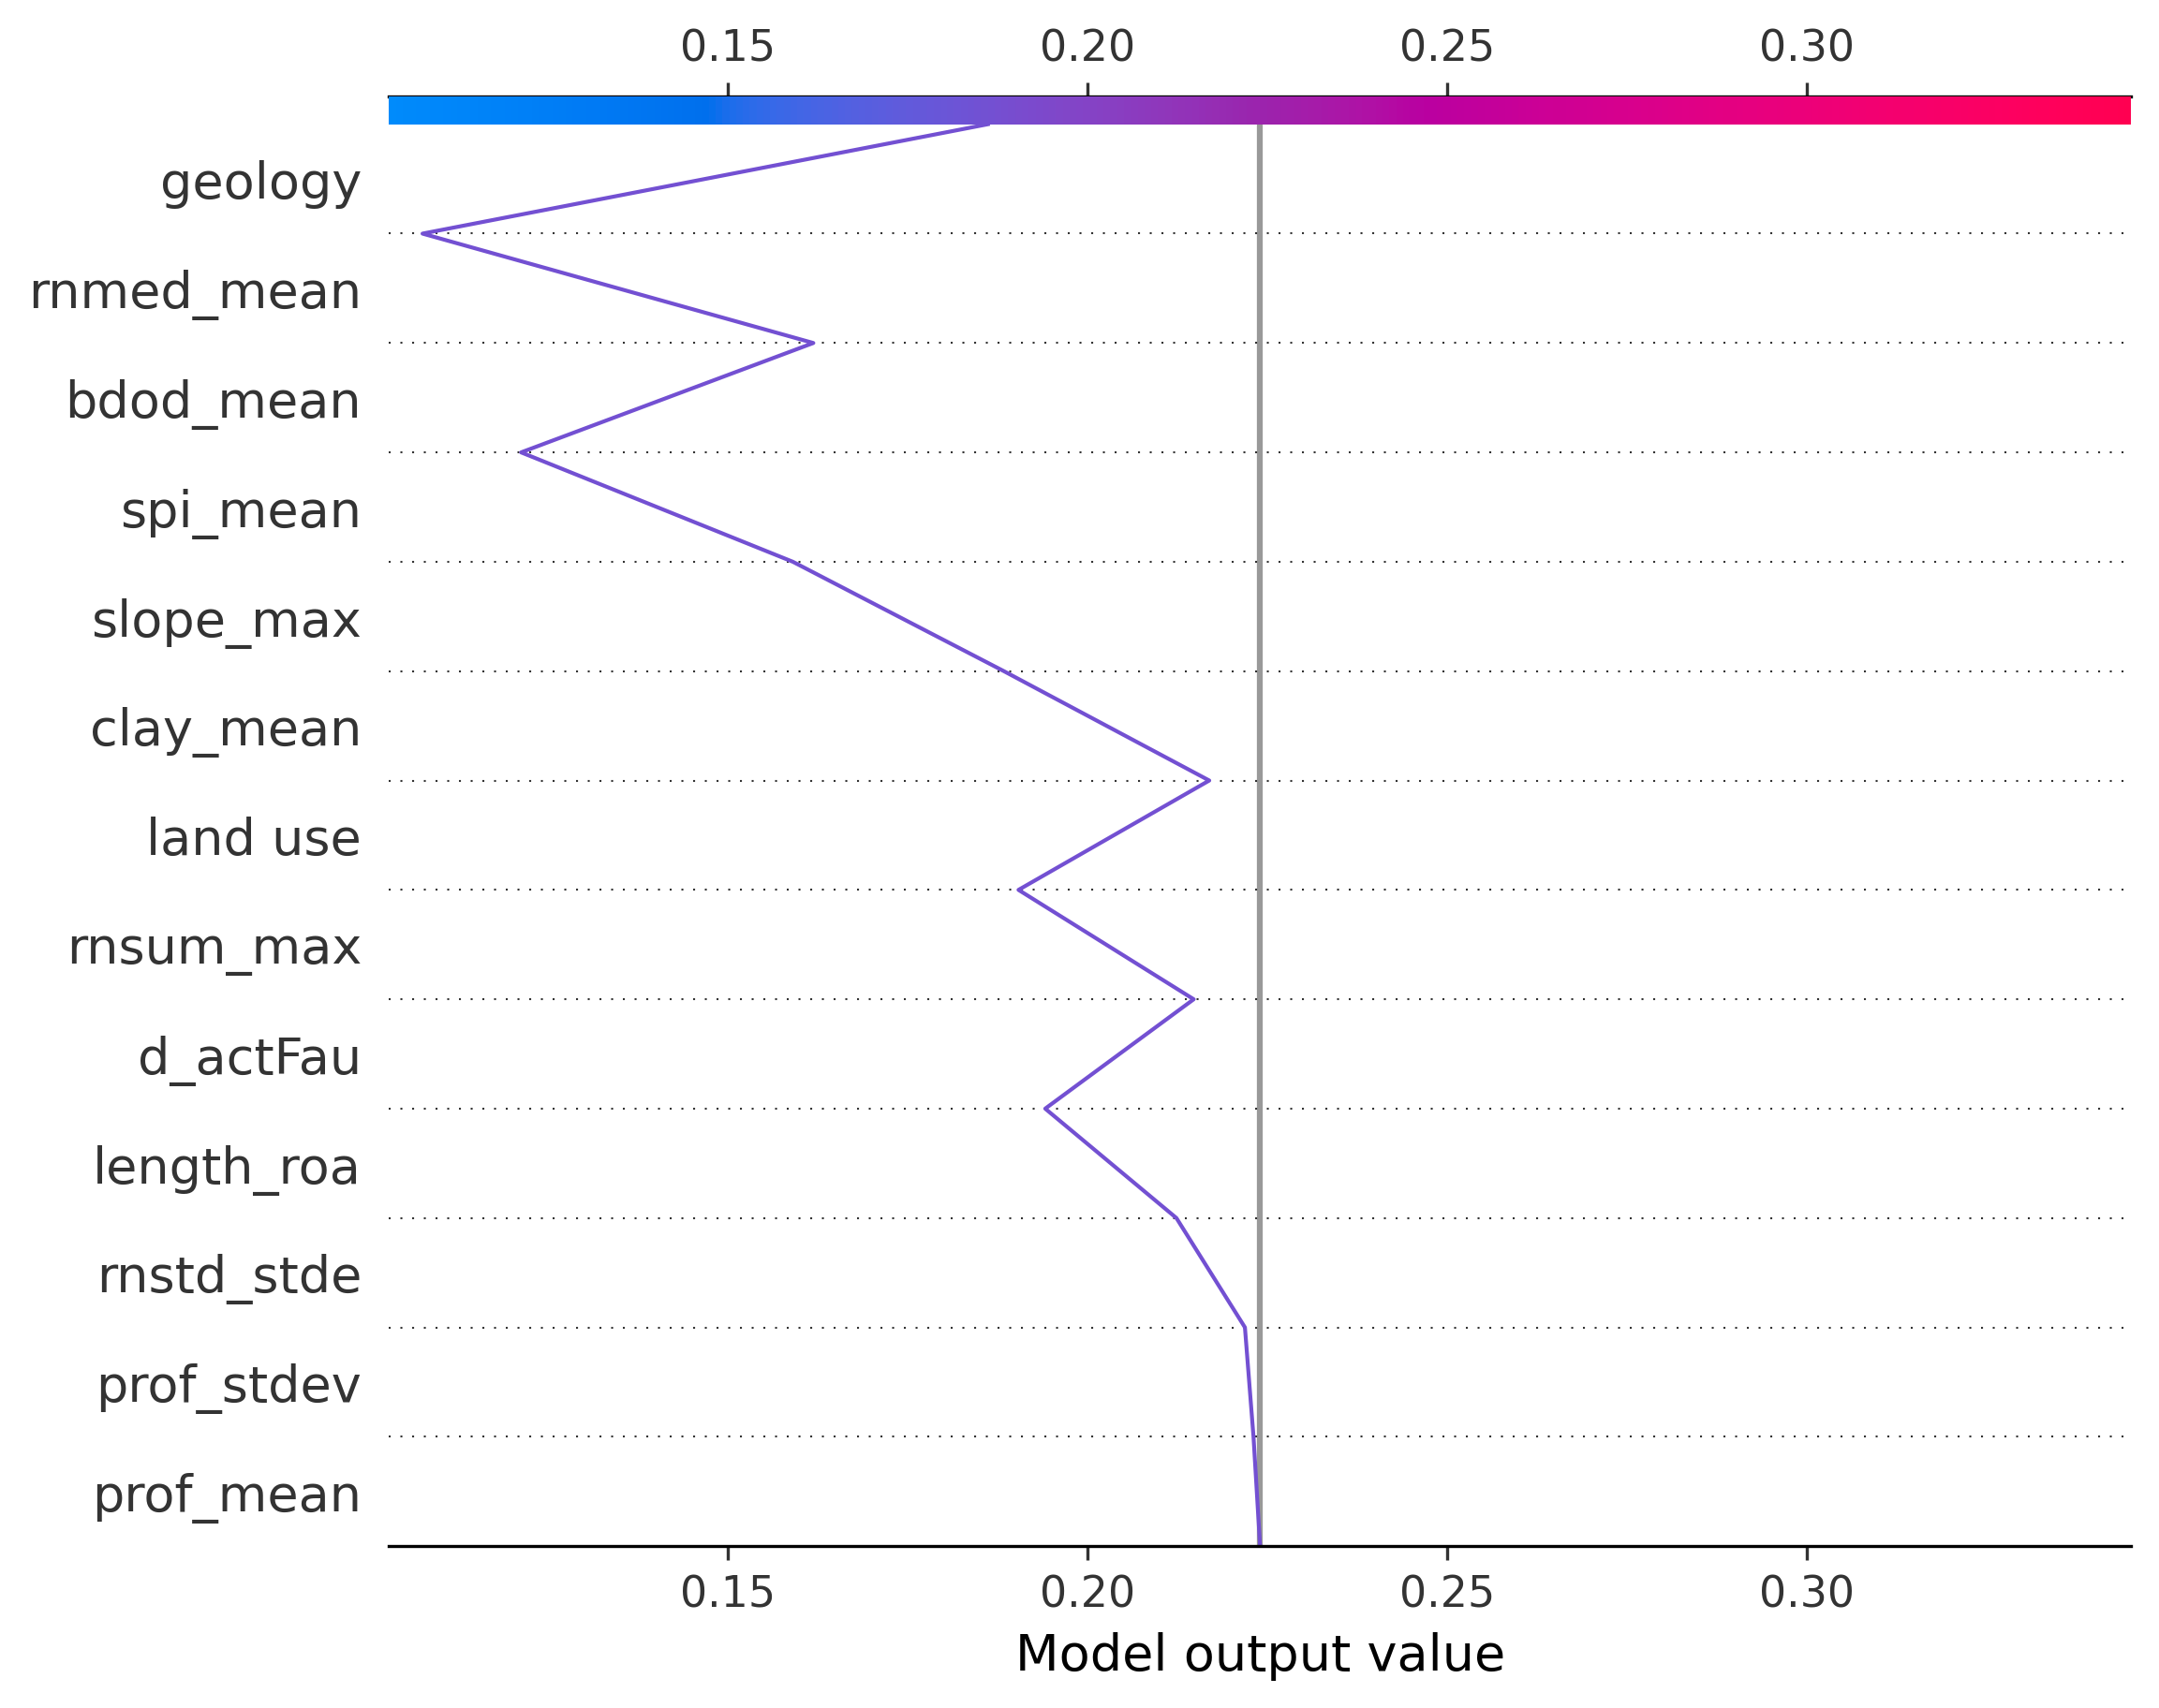 0.15 0.20 0.25 0.30
geology
rnmed_mean
bdod_mean
spi_mean
slope_max
clay_mean
land use
rnsum_max
d_actFau
length_roa
rnstd_stde
prof_stdev
prof_mean
0.15 0.20 0.25 0.30
Model output value